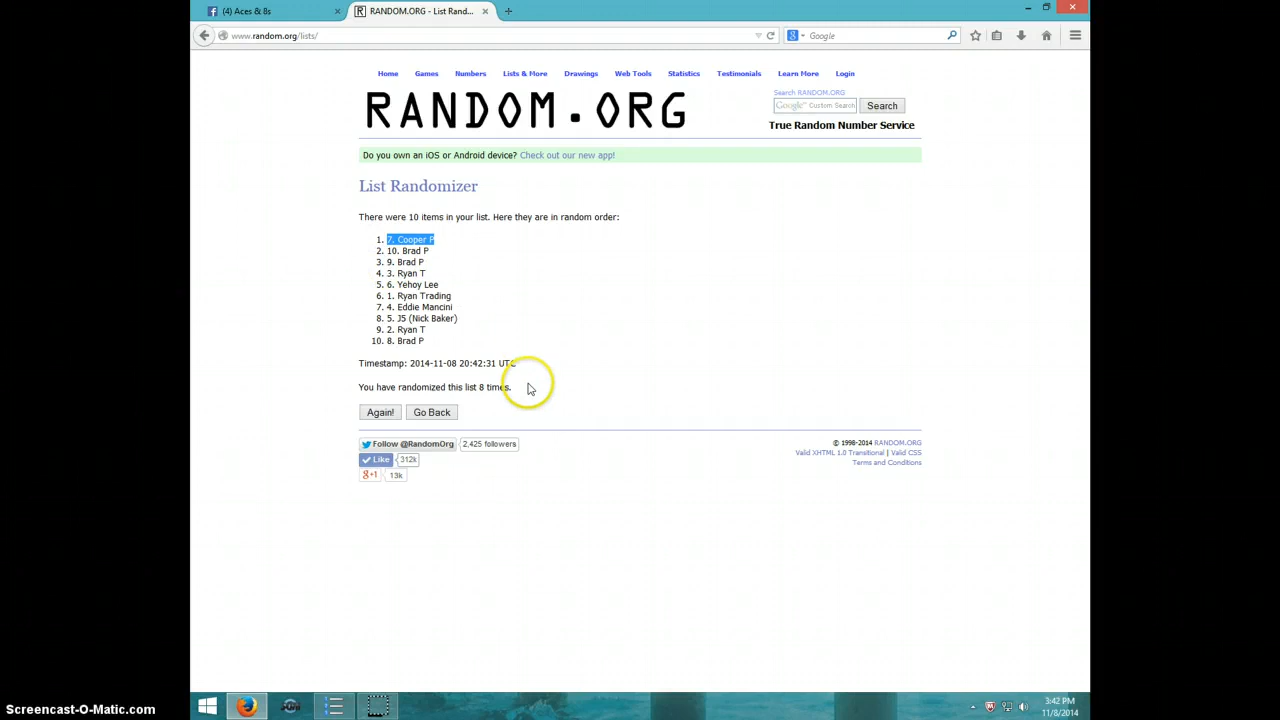 (4) Aces & 8s
RANDOM.ORG - List Rand...
www.random.org/lists/
Google
Home Games Numbers Lists & More Drawings Web Tools Statistics Testimonials Learn More Login
Search RANDOM.ORG
RANDOM.ORG
Google™ Custom Search Search
True Random Number Service
Do you own an iOS or Android device? Check out our new app!
List Randomizer
There were 10 items in your list. Here they are in random order:
1. 7. Cooper P
2. 10. Brad P
3. 9. Brad P
4. 3. Ryan T
5. 6. Yehoy Lee
6. 1. Ryan Trading
7. 4. Eddie Mancini
8. 5. J5 (Nick Baker)
9. 2. Ryan T
10. 8. Brad P
Timestamp: 2014-11-08 20:42:31 UTC
You have randomized this list 8 times.
Again! Go Back
Follow @RandomOrg 2,425 followers
Like 312k
g+1 13k
© 1998-2014 RANDOM.ORG
Valid XHTML 1.0 Transitional | Valid CSS
Terms and Conditions
3:42 PM
11/8/2014
Screencast-O-Matic.com